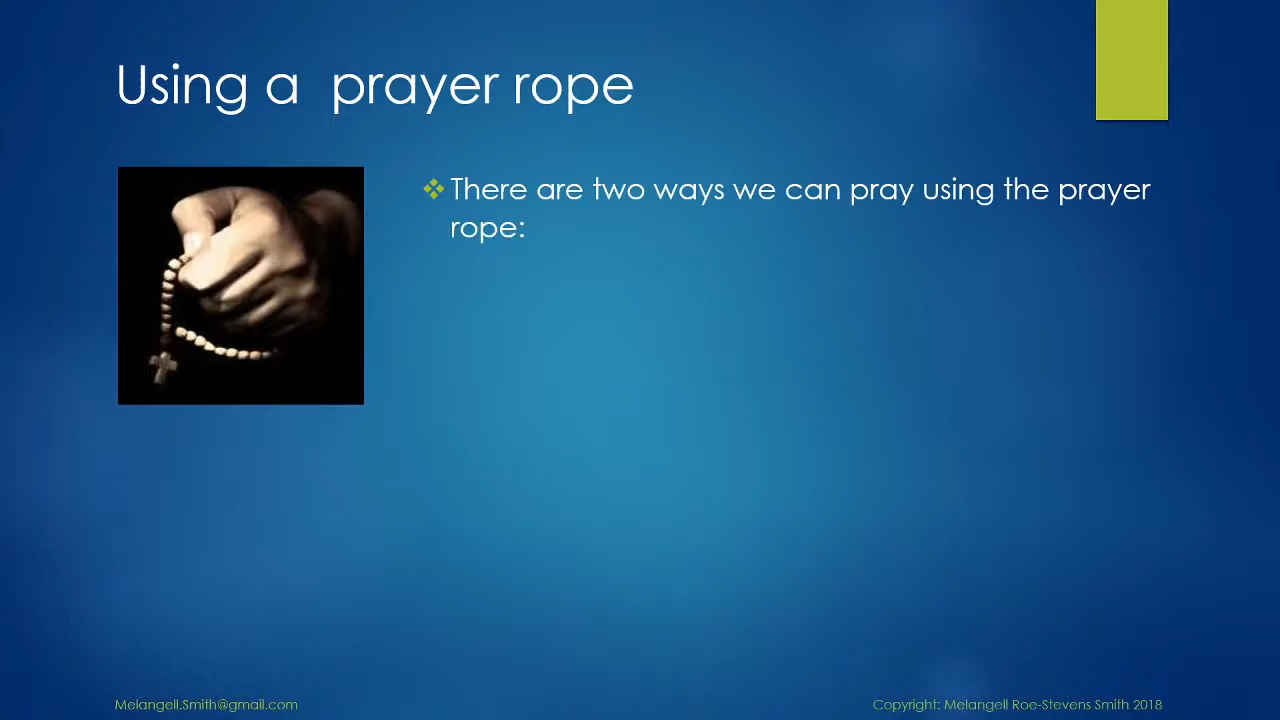 Using a  prayer rope
There are two ways we can pray using the prayer
rope:
Melangell.Smith@gmail.com
Copyright: Melangell Roe-Stevens Smith 2018